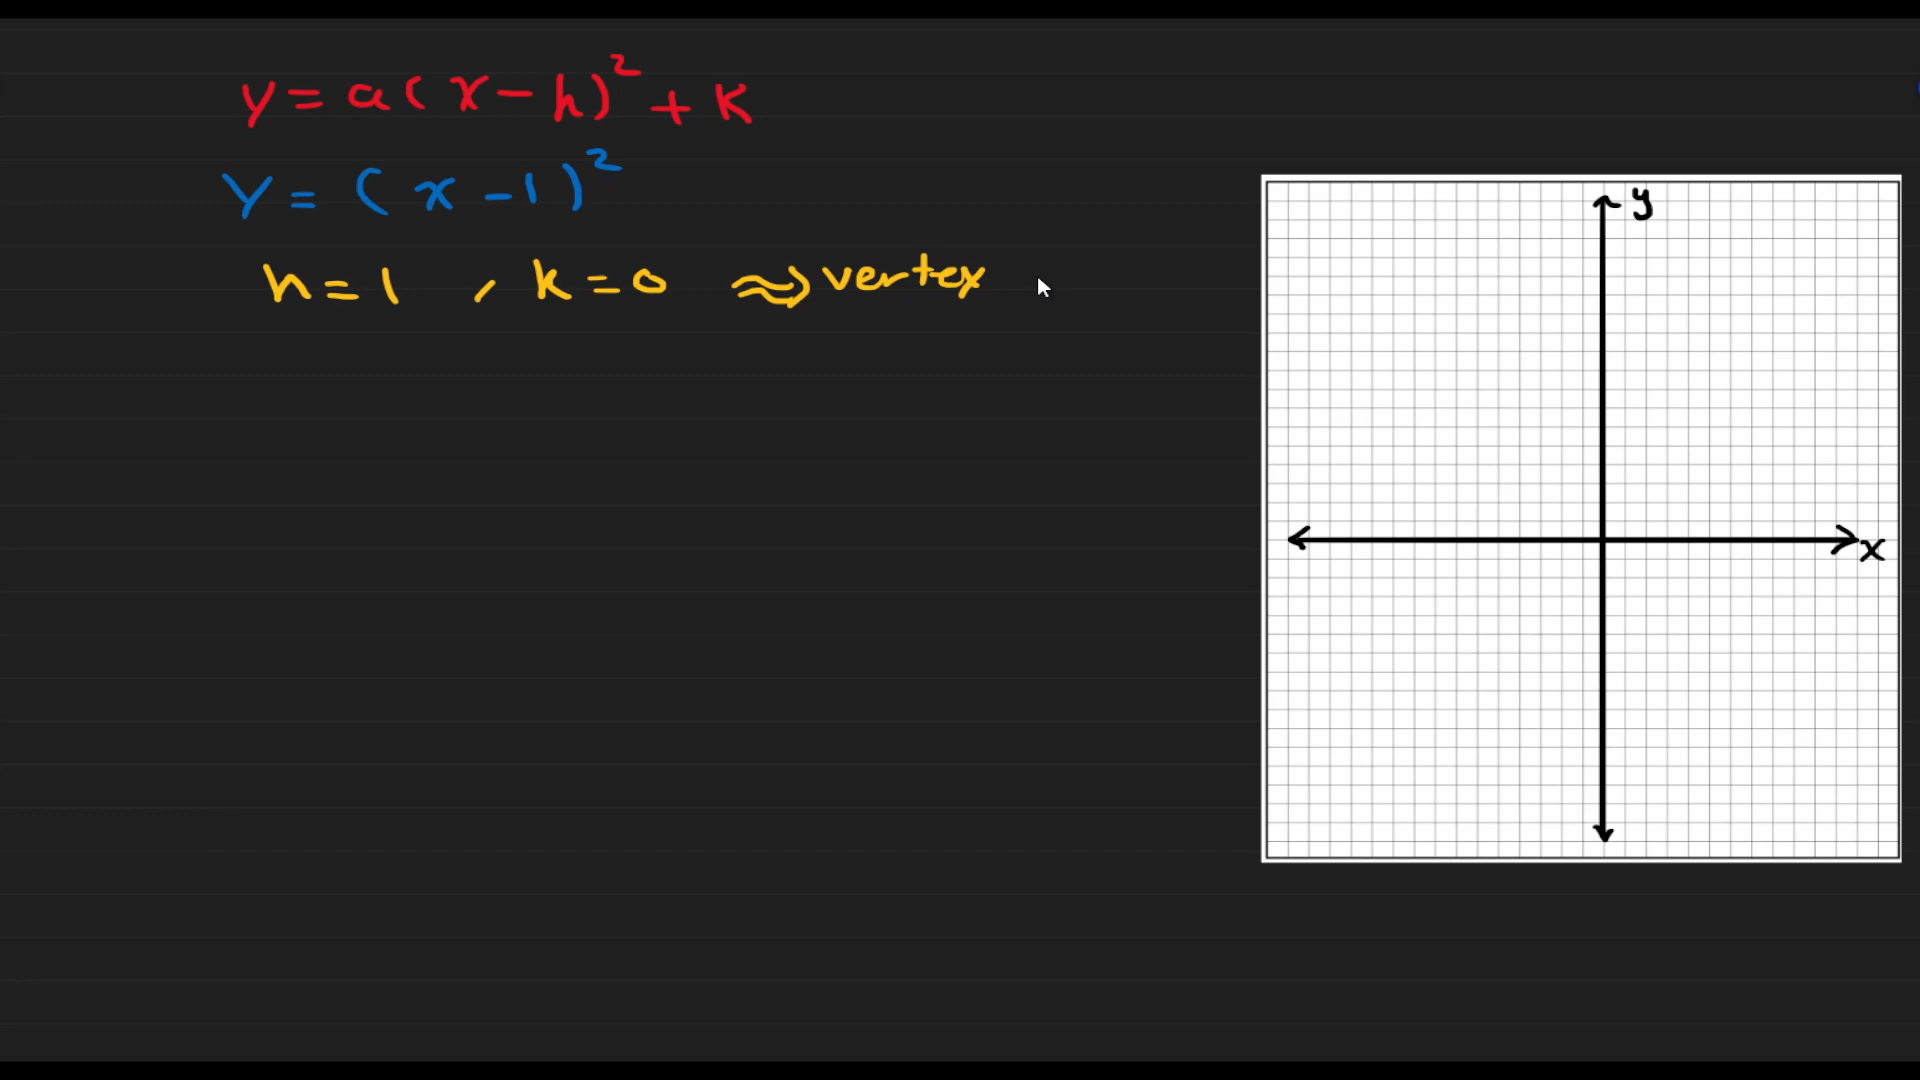 y = a(x - h)² + k
y = (x - 1)²
h = 1 , k = 0 ⇒ vertex
y
x